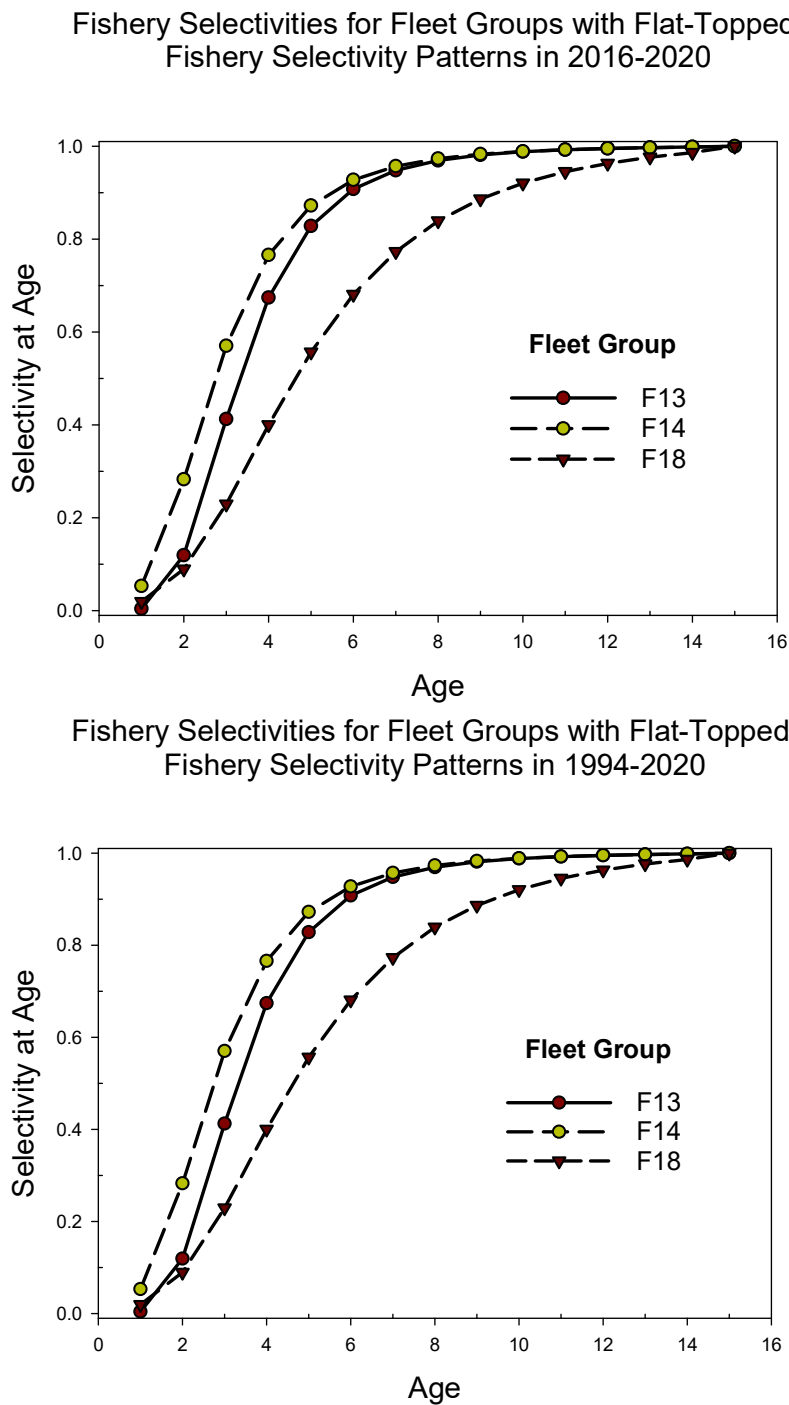 Fishery Selectivities for Fleet Groups with Flat-Topped
Fishery Selectivity Patterns in 2016-2020
1.0
0.8
0.6
0.4
0.2
0.0
Selectivity at Age
Fleet Group
F13
F14
F18
0 2 4 6 8 10 12 14 16
Age
Fishery Selectivities for Fleet Groups with Flat-Topped
Fishery Selectivity Patterns in 1994-2020
1.0
0.8
0.6
0.4
0.2
0.0
Selectivity at Age
Fleet Group
F13
F14
F18
0 2 4 6 8 10 12 14 16
Age